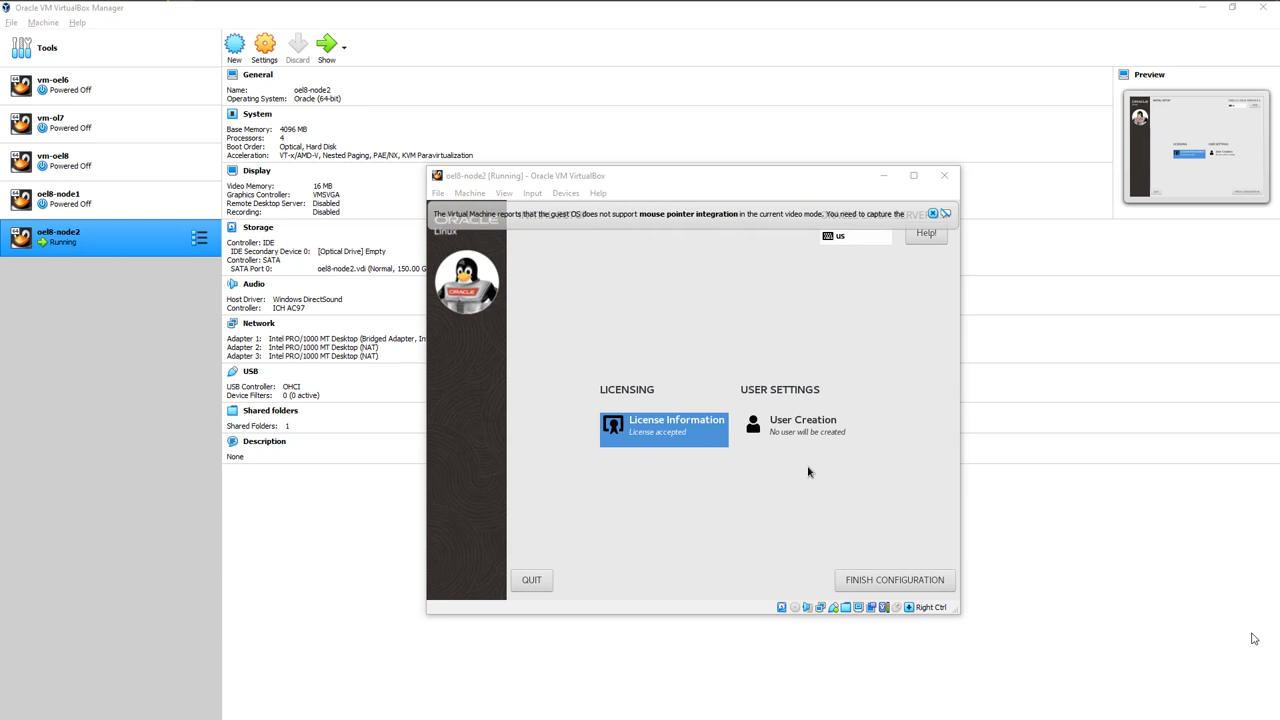 Oracle VM VirtualBox Manager
File Machine Help
Tools
New Settings Discard Show
vm-oel6
Powered Off
vm-ol7
Powered Off
vm-oel8
Powered Off
oel8-node1
Powered Off
oel8-node2
Running
General
Name: oel8-node2
Operating System: Oracle (64-bit)
System
Base Memory: 4096 MB
Processors: 4
Boot Order: Optical, Hard Disk
Acceleration: VT-x/AMD-V, Nested Paging, PAE/NX, KVM Paravirtualization
Display
Video Memory: 16 MB
Graphics Controller: VMSVGA
Remote Desktop Server: Disabled
Recording: Disabled
Storage
Controller: IDE
IDE Secondary Device 0: [Optical Drive] Empty
Controller: SATA
SATA Port 0: oel8-node2.vdi (Normal, 150.00 G
Audio
Host Driver: Windows DirectSound
Controller: ICH AC97
Network
Adapter 1: Intel PRO/1000 MT Desktop (Bridged Adapter, In
Adapter 2: Intel PRO/1000 MT Desktop (NAT)
Adapter 3: Intel PRO/1000 MT Desktop (NAT)
USB
USB Controller: OHCI
Device Filters: 0 (0 active)
Shared folders
Shared Folders: 1
Description
None
Preview
oel8-node2 [Running] - Oracle VM VirtualBox
File Machine View Input Devices Help
The Virtual Machine reports that the guest OS does not support mouse pointer integration in the current video mode. You need to capture the
ORACLE
Linux
us
Help!
ORACLE
LICENSING
License Information
License accepted
USER SETTINGS
User Creation
No user will be created
QUIT
FINISH CONFIGURATION
Right Ctrl